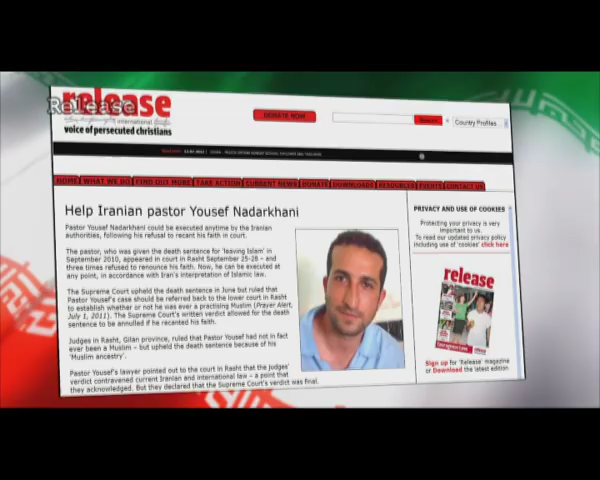 Release
release
international
voice of persecuted christians
DONATE NOW
Search
Country Profiles...
HOME WHAT WE DO FIND OUT MORE TAKE ACTION CURRENT NEWS DONATE DOWNLOADS RESOURCES EVENTS CONTACT US
Help Iranian pastor Yousef Nadarkhani
Pastor Yousef Nadarkhani could be executed anytime by the Iranian
authorities, following his refusal to recant his faith in court.
The pastor, who was given the death sentence for 'leaving Islam' in
September 2010, appeared in court in Rasht September 25-28 – and
three times refused to renounce his faith. Now, he can be executed at
any point, in accordance with Iran's interpretation of Islamic law.
The Supreme Court upheld the death sentence in June but ruled that
Pastor Yousef's case should be referred back to the lower court in Rasht
to establish whether or not he was ever a practising Muslim (Prayer Alert,
July 1, 2011). The Supreme Court's written verdict allowed for the death
sentence to be annulled if he recanted his faith.
Judges in Rasht, Gilan province, ruled that Pastor Yousef had not in fact
ever been a Muslim – but upheld the death sentence because of his
'Muslim ancestry'.
Pastor Yousef's lawyer pointed out to the court in Rasht that the judges'
verdict contravened current Iranian and international law – a point that
they acknowledged. But they declared that the Supreme Court's verdict was final.
PRIVACY AND USE OF COOKIES
Protecting your privacy is very
important to us.
To read our updated privacy policy
including use of 'cookies' click here
release
Sign up for 'Release' magazine
or Download the latest edition